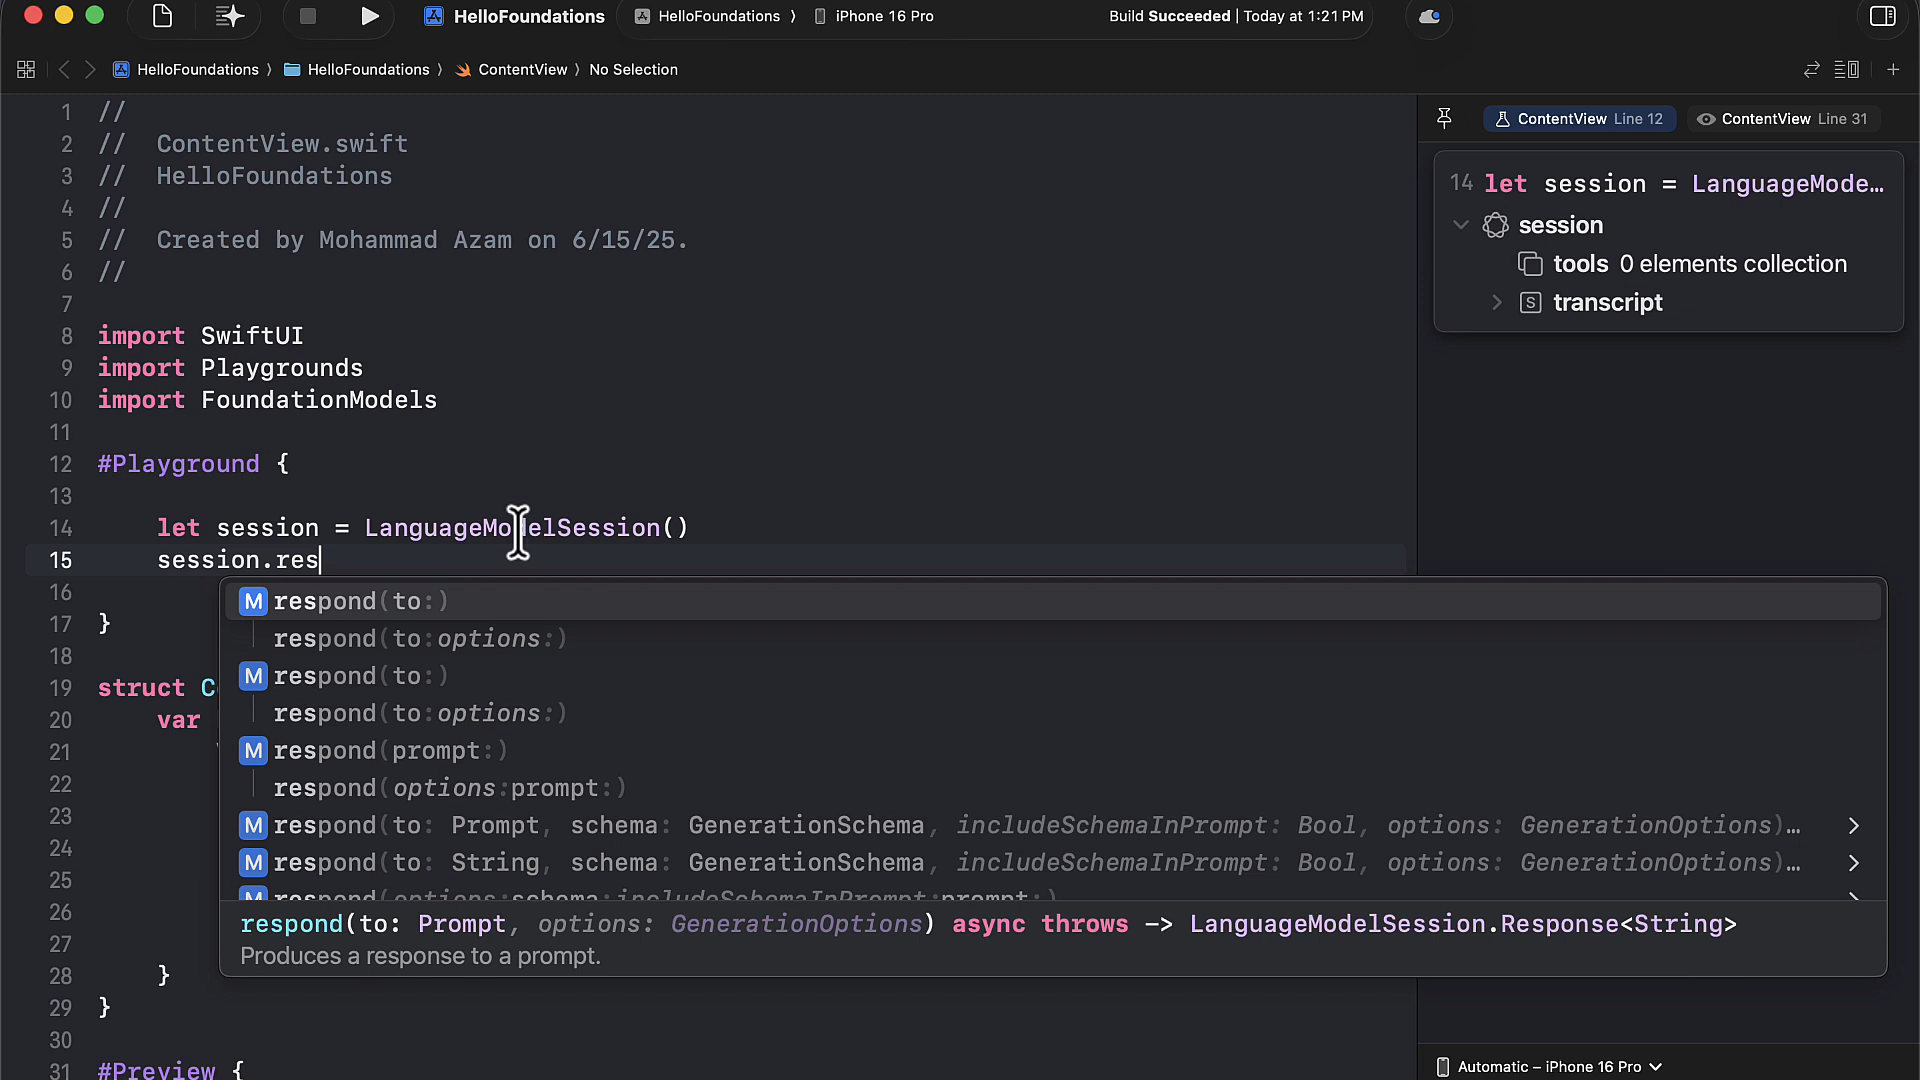 HelloFoundations
HelloFoundations 〉 iPhone 16 Pro
Build Succeeded | Today at 1:21 PM
HelloFoundations 〉 HelloFoundations 〉 ContentView 〉 No Selection
1 //
2 //  ContentView.swift
3 //  HelloFoundations
4 //
5 //  Created by Mohammad Azam on 6/15/25.
6 //
7
8 import SwiftUI
9 import Playgrounds
10 import FoundationModels
11
12 #Playground {
13
14     let session = LanguageModelSession()
15     session.res
16
17 }
18
19 struct C
20     var
21
22
23
24
25
26
27
28     }
29 }
30
31 #Preview {
M respond(to:)
respond(to:options:)
M respond(to:)
respond(to:options:)
M respond(prompt:)
respond(options:prompt:)
M respond(to: Prompt, schema: GenerationSchema, includeSchemaInPrompt: Bool, options: GenerationOptions)…
M respond(to: String, schema: GenerationSchema, includeSchemaInPrompt: Bool, options: GenerationOptions)…
M respond(options:schema:includeSchemaInPrompt:prompt:)
respond(to: Prompt, options: GenerationOptions) async throws -> LanguageModelSession.Response<String>
Produces a response to a prompt.
ContentView Line 12
ContentView Line 31
14 let session = LanguageMode…
session
tools 0 elements collection
S transcript
Automatic – iPhone 16 Pro